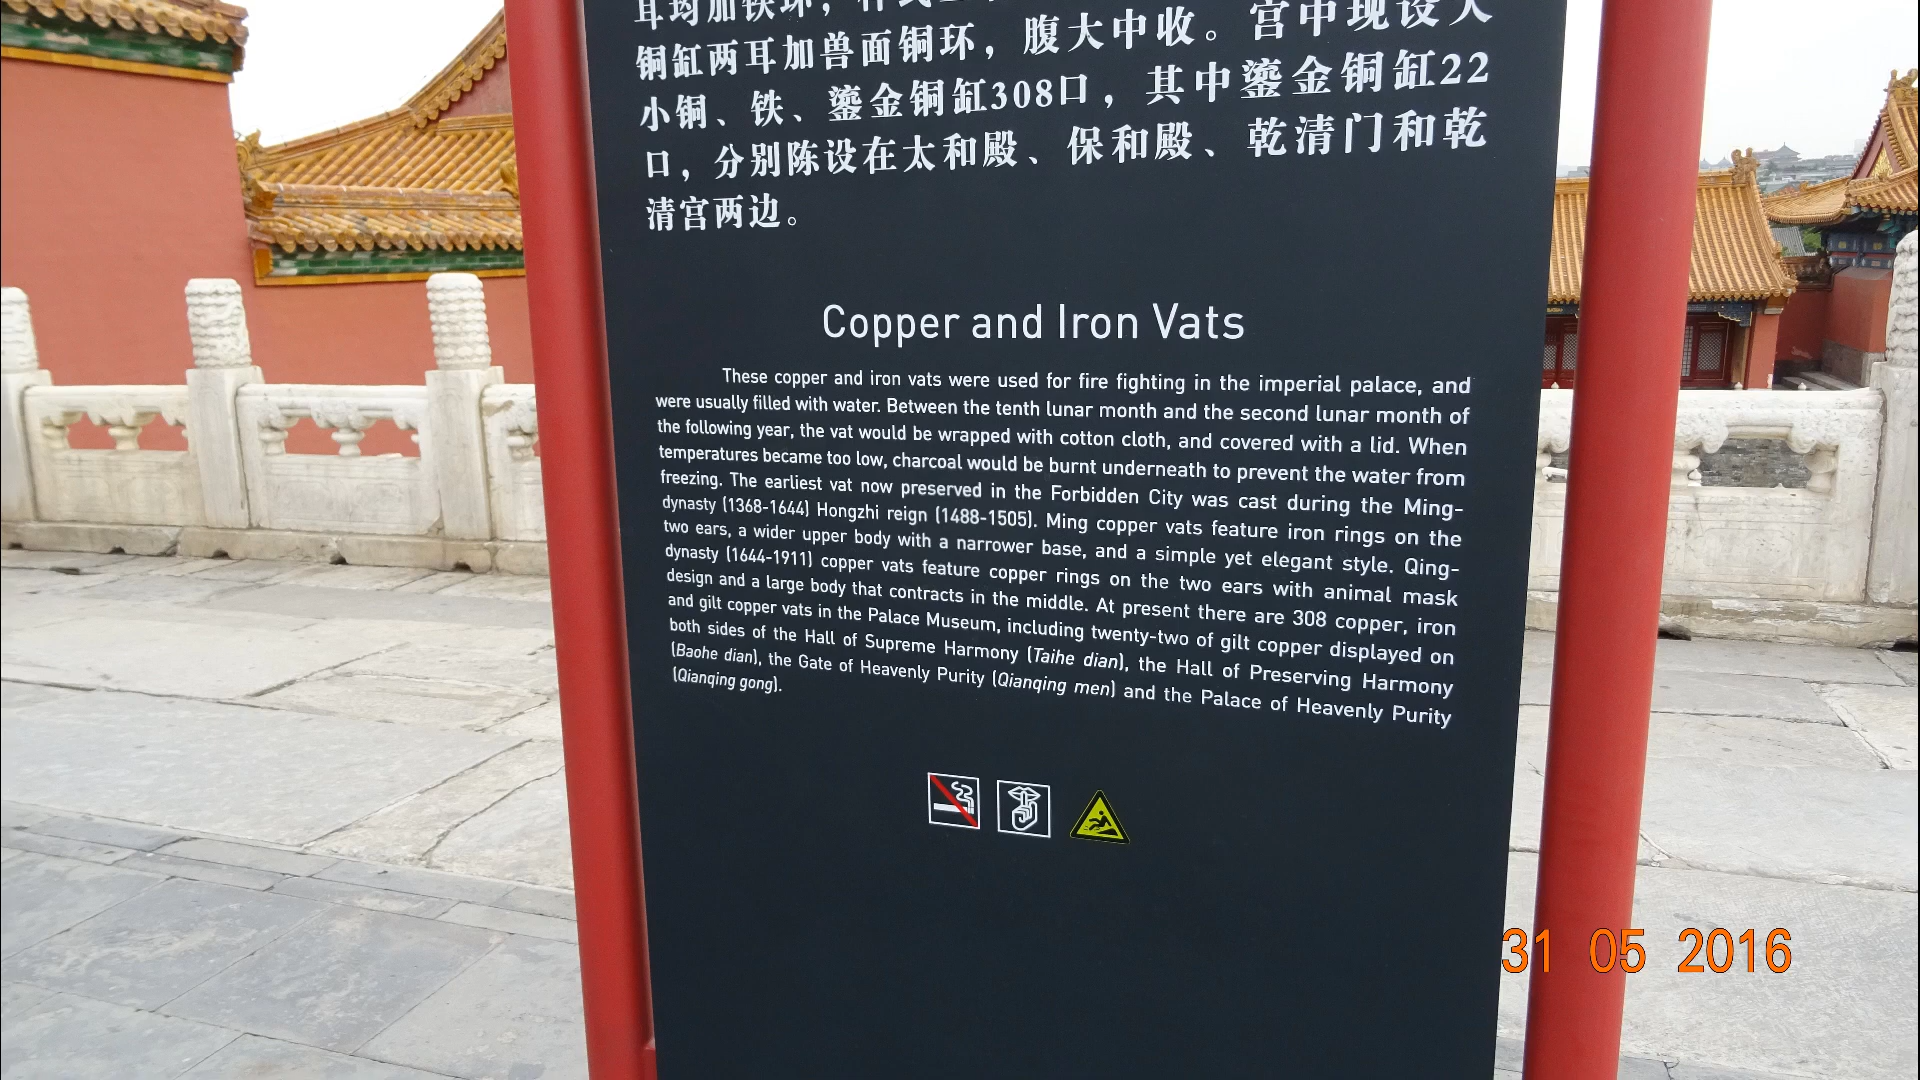 耳均加铁环，样式
铜缸两耳加兽面铜环，腹大中收。宫中现设大
小铜、铁、鎏金铜缸308口，其中鎏金铜缸22
口，分别陈设在太和殿、保和殿、乾清门和乾
清宫两边。
Copper and Iron Vats
These copper and iron vats were used for fire fighting in the imperial palace, and
were usually filled with water. Between the tenth lunar month and the second lunar month of
the following year, the vat would be wrapped with cotton cloth, and covered with a lid. When
temperatures became too low, charcoal would be burnt underneath to prevent the water from
freezing. The earliest vat now preserved in the Forbidden City was cast during the Ming-
dynasty (1368-1644) Hongzhi reign (1488-1505). Ming copper vats feature iron rings on the
two ears, a wider upper body with a narrower base, and a simple yet elegant style. Qing-
dynasty (1644-1911) copper vats feature copper rings on the two ears with animal mask
design and a large body that contracts in the middle. At present there are 308 copper, iron
and gilt copper vats in the Palace Museum, including twenty-two of gilt copper displayed on
both sides of the Hall of Supreme Harmony (Taihe dian), the Hall of Preserving Harmony
(Baohe dian), the Gate of Heavenly Purity (Qianqing men) and the Palace of Heavenly Purity
(Qianqing gong).
31 05 2016